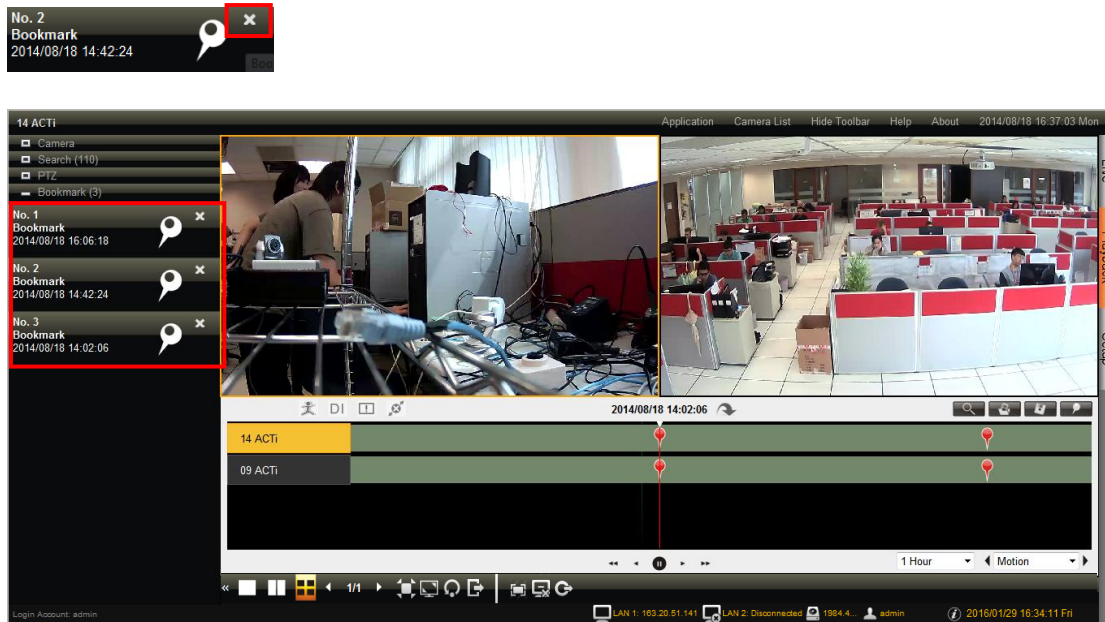 No. 2
Bookmark
2014/08/18 14:42:24
14 ACTi
Application Camera List Hide Toolbar Help About 2014/08/18 16:37:03 Mon
Camera
Search (110)
PTZ
Bookmark (3)
No. 1
Bookmark
2014/08/18 16:06:18
No. 2
Bookmark
2014/08/18 14:42:24
No. 3
Bookmark
2014/08/18 14:02:06
DI
2014/08/18 14:02:06
14 ACTi
09 ACTi
1 Hour
Motion
1/1
Login Account: admin
LAN 1: 163.20.51.141
LAN 2: Disconnected
1984.4...
admin
2016/01/29 16:34:11 Fri